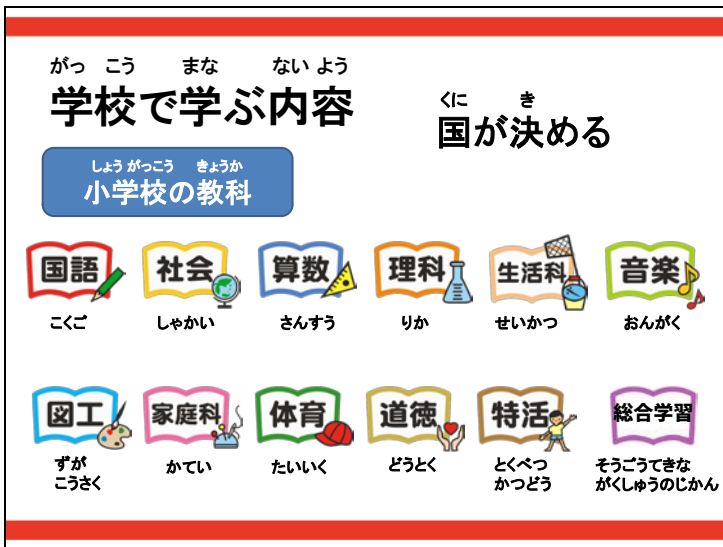 がっ こう まな ない よう
学校で学ぶ内容
くに き
国が決める
しょう がっこう きょうか
小学校の教科
国語 社会 算数 理科 生活科 音楽
こくご しゃかい さんすう りか せいかつ おんがく
図工 家庭科 体育 道徳 特活 総合学習
ずが かてい たいいく どうとく とくべつ そうごうてきな
こうさく かつどう がくしゅうのじかん